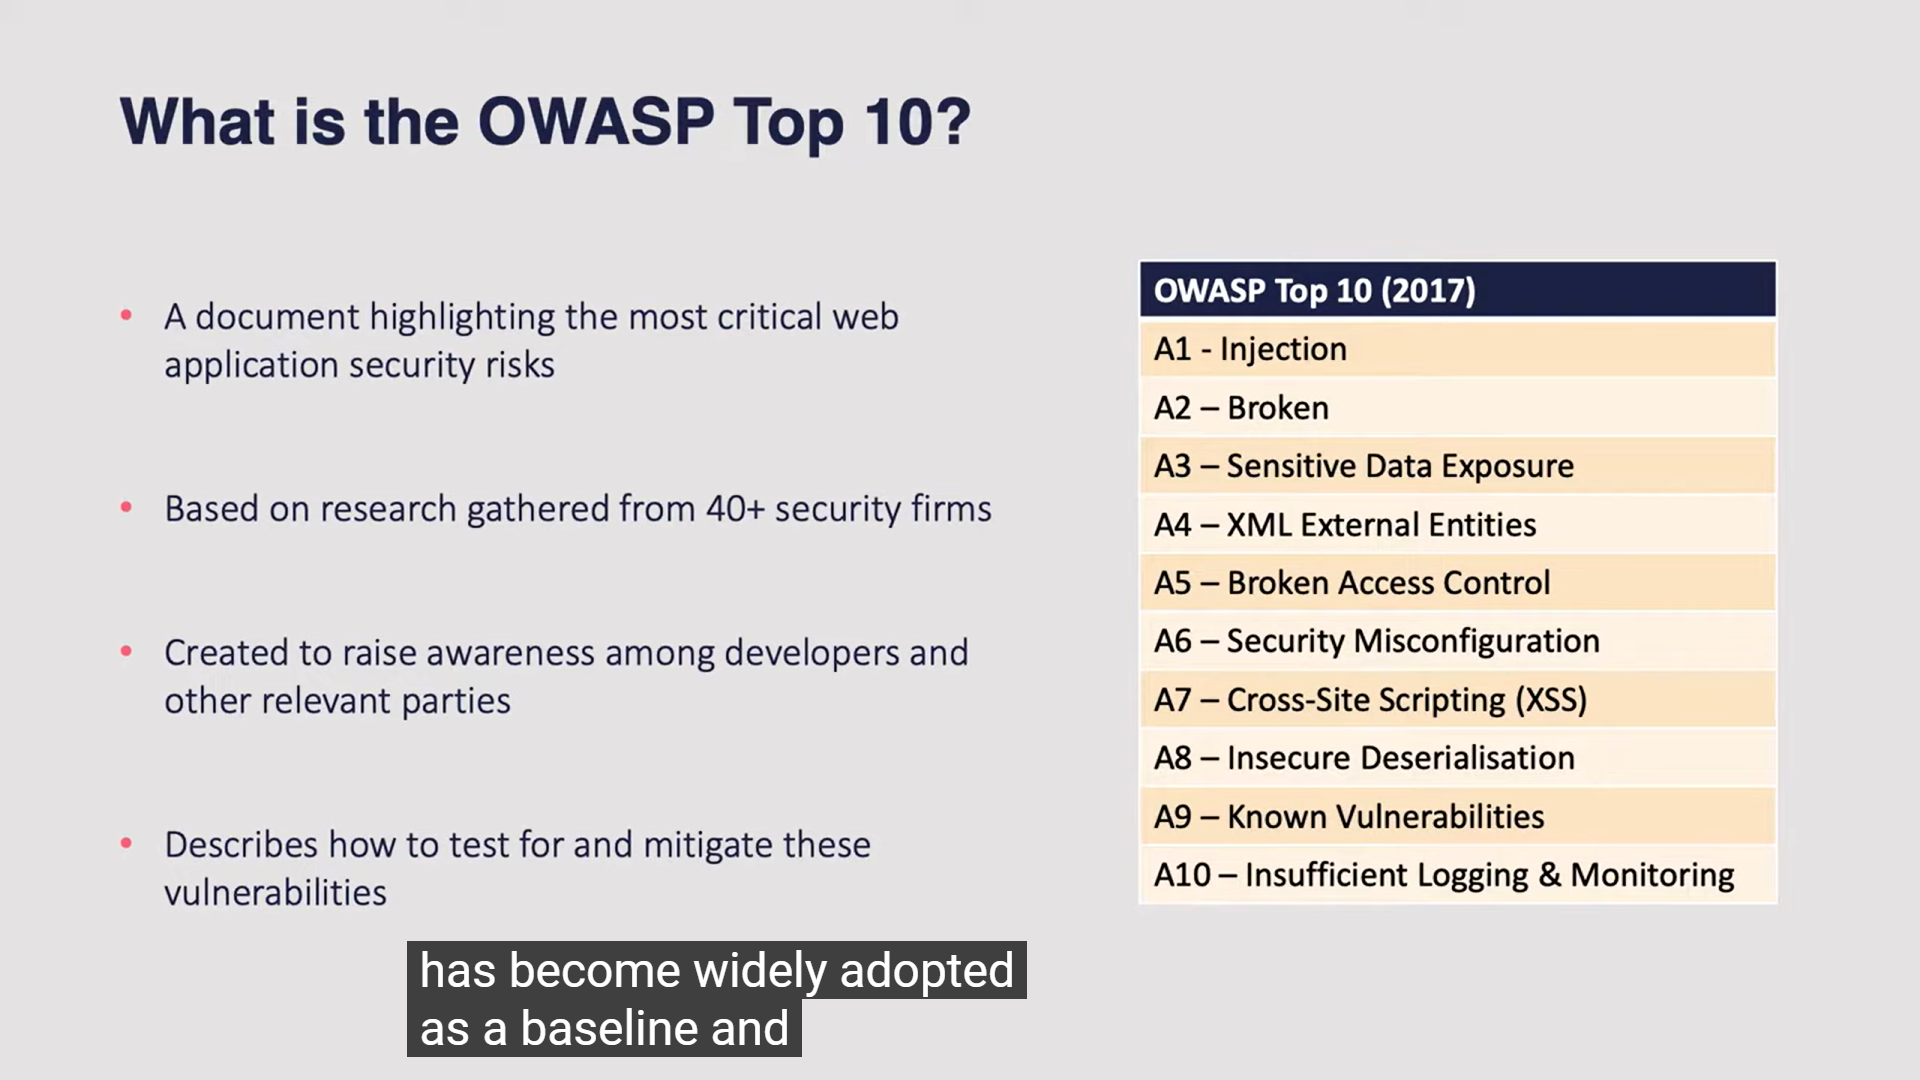 What is the OWASP Top 10?
• A document highlighting the most critical web
application security risks
• Based on research gathered from 40+ security firms
• Created to raise awareness among developers and
other relevant parties
• Describes how to test for and mitigate these
vulnerabilities
OWASP Top 10 (2017)
A1 - Injection
A2 – Broken
A3 – Sensitive Data Exposure
A4 – XML External Entities
A5 – Broken Access Control
A6 – Security Misconfiguration
A7 – Cross-Site Scripting (XSS)
A8 – Insecure Deserialisation
A9 – Known Vulnerabilities
A10 – Insufficient Logging & Monitoring
has become widely adopted
as a baseline and